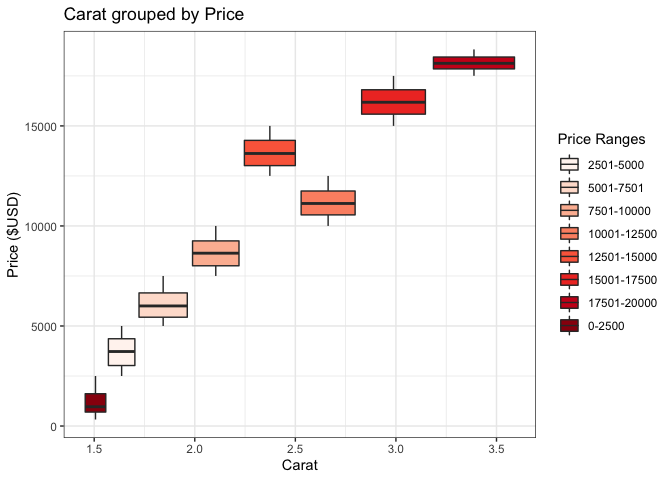 Carat grouped by Price
Price ($USD)
15000
10000
5000
0
1.5 2.0 2.5 3.0 3.5
Carat
Price Ranges
2501-5000
5001-7501
7501-10000
10001-12500
12501-15000
15001-17500
17501-20000
0-2500